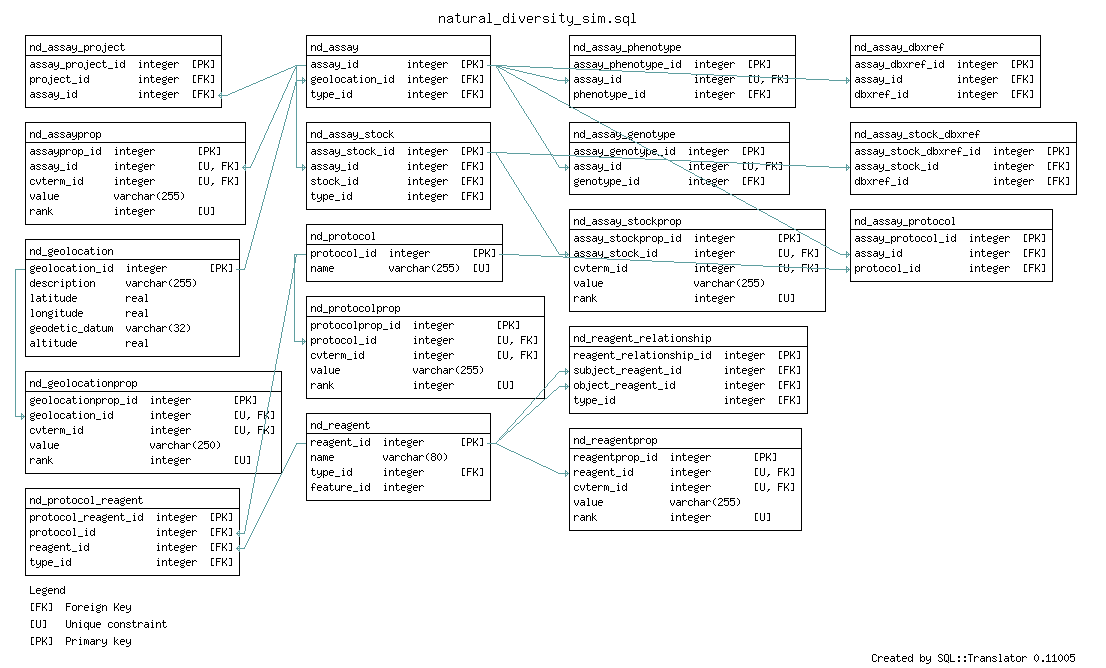 natural_diversity_sim.sql
nd_assay_project
assay_project_id integer [PK]
project_id integer [FK]
assay_id integer [FK]
nd_assayprop
assayprop_id integer [PK]
assay_id integer [U, FK]
cvterm_id integer [U, FK]
value varchar(255)
rank integer [U]
nd_geolocation
geolocation_id integer [PK]
description varchar(255)
latitude real
longitude real
geodetic_datum varchar(32)
altitude real
nd_geolocationprop
geolocationprop_id integer [PK]
geolocation_id integer [U, FK]
cvterm_id integer [U, FK]
value varchar(250)
rank integer [U]
nd_protocol_reagent
protocol_reagent_id integer [PK]
protocol_id integer [FK]
reagent_id integer [FK]
type_id integer [FK]
nd_assay
assay_id integer [PK]
geolocation_id integer [FK]
type_id integer [FK]
nd_assay_stock
assay_stock_id integer [PK]
assay_id integer [FK]
stock_id integer [FK]
type_id integer [FK]
nd_protocol
protocol_id integer [PK]
name varchar(255) [U]
nd_protocolprop
protocolprop_id integer [PK]
protocol_id integer [U, FK]
cvterm_id integer [U, FK]
value varchar(255)
rank integer [U]
nd_reagent
reagent_id integer [PK]
name varchar(80)
type_id integer [FK]
feature_id integer
nd_assay_phenotype
assay_phenotype_id integer [PK]
assay_id integer [U, FK]
phenotype_id integer [FK]
nd_assay_genotype
assay_genotype_id integer [PK]
assay_id integer [U, FK]
genotype_id integer [FK]
nd_assay_stockprop
assay_stockprop_id integer [PK]
assay_stock_id integer [U, FK]
cvterm_id integer [U, FK]
value varchar(255)
rank integer [U]
nd_reagent_relationship
reagent_relationship_id integer [PK]
subject_reagent_id integer [FK]
object_reagent_id integer [FK]
type_id integer [FK]
nd_reagentprop
reagentprop_id integer [PK]
reagent_id integer [U, FK]
cvterm_id integer [U, FK]
value varchar(255)
rank integer [U]
nd_assay_dbxref
assay_dbxref_id integer [PK]
assay_id integer [FK]
dbxref_id integer [FK]
nd_assay_stock_dbxref
assay_stock_dbxref_id integer [PK]
assay_stock_id integer [FK]
dbxref_id integer [FK]
nd_assay_protocol
assay_protocol_id integer [PK]
assay_id integer [FK]
protocol_id integer [FK]
Legend
[FK] Foreign Key
[U] Unique constraint
[PK] Primary key
Created by SQL::Translator 0.11005